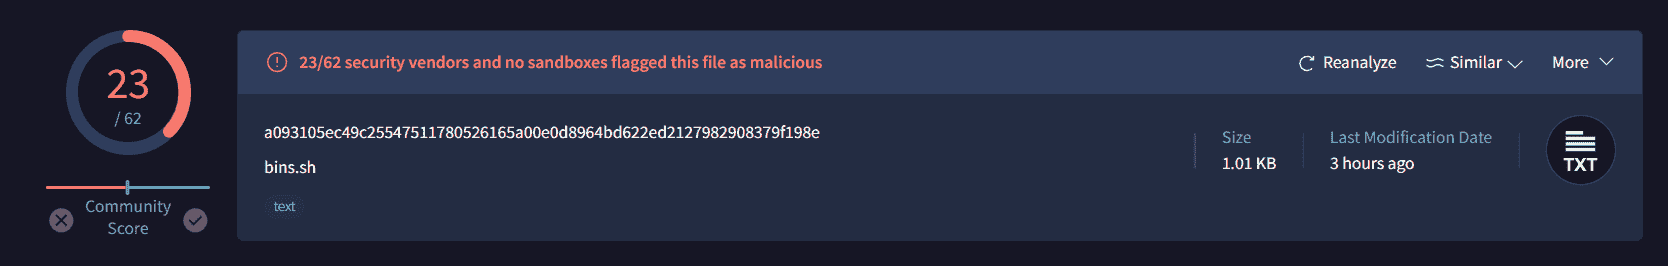 23
/ 62
Community
Score
23/62 security vendors and no sandboxes flagged this file as malicious
Reanalyze
Similar
More
a093105ec49c25547511780526165a00e0d8964bd622ed2127982908379f198e
bins.sh
text
Size
1.01 KB
Last Modification Date
3 hours ago
TXT